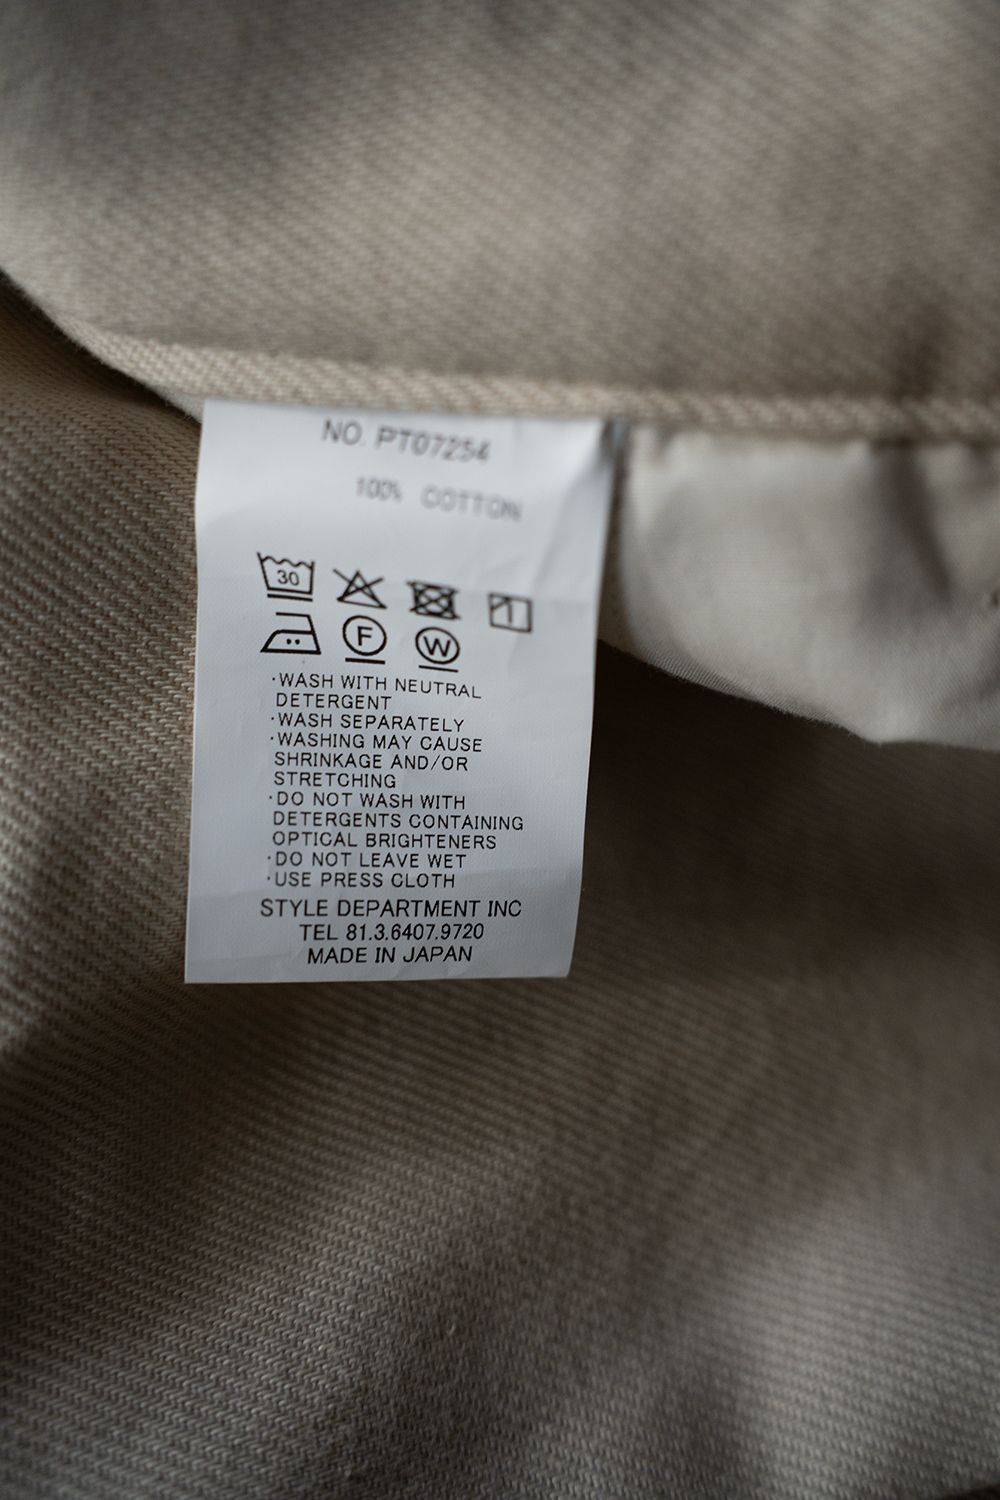 NO. PT07254
100% COTTON
30
F W
·WASH WITH NEUTRAL
DETERGENT
·WASH SEPARATELY
·WASHING MAY CAUSE
SHRINKAGE AND/OR
STRETCHING
·DO NOT WASH WITH
DETERGENTS CONTAINING
OPTICAL BRIGHTENERS
·DO NOT LEAVE WET
·USE PRESS CLOTH
STYLE DEPARTMENT INC
TEL 81.3.6407.9720
MADE IN JAPAN